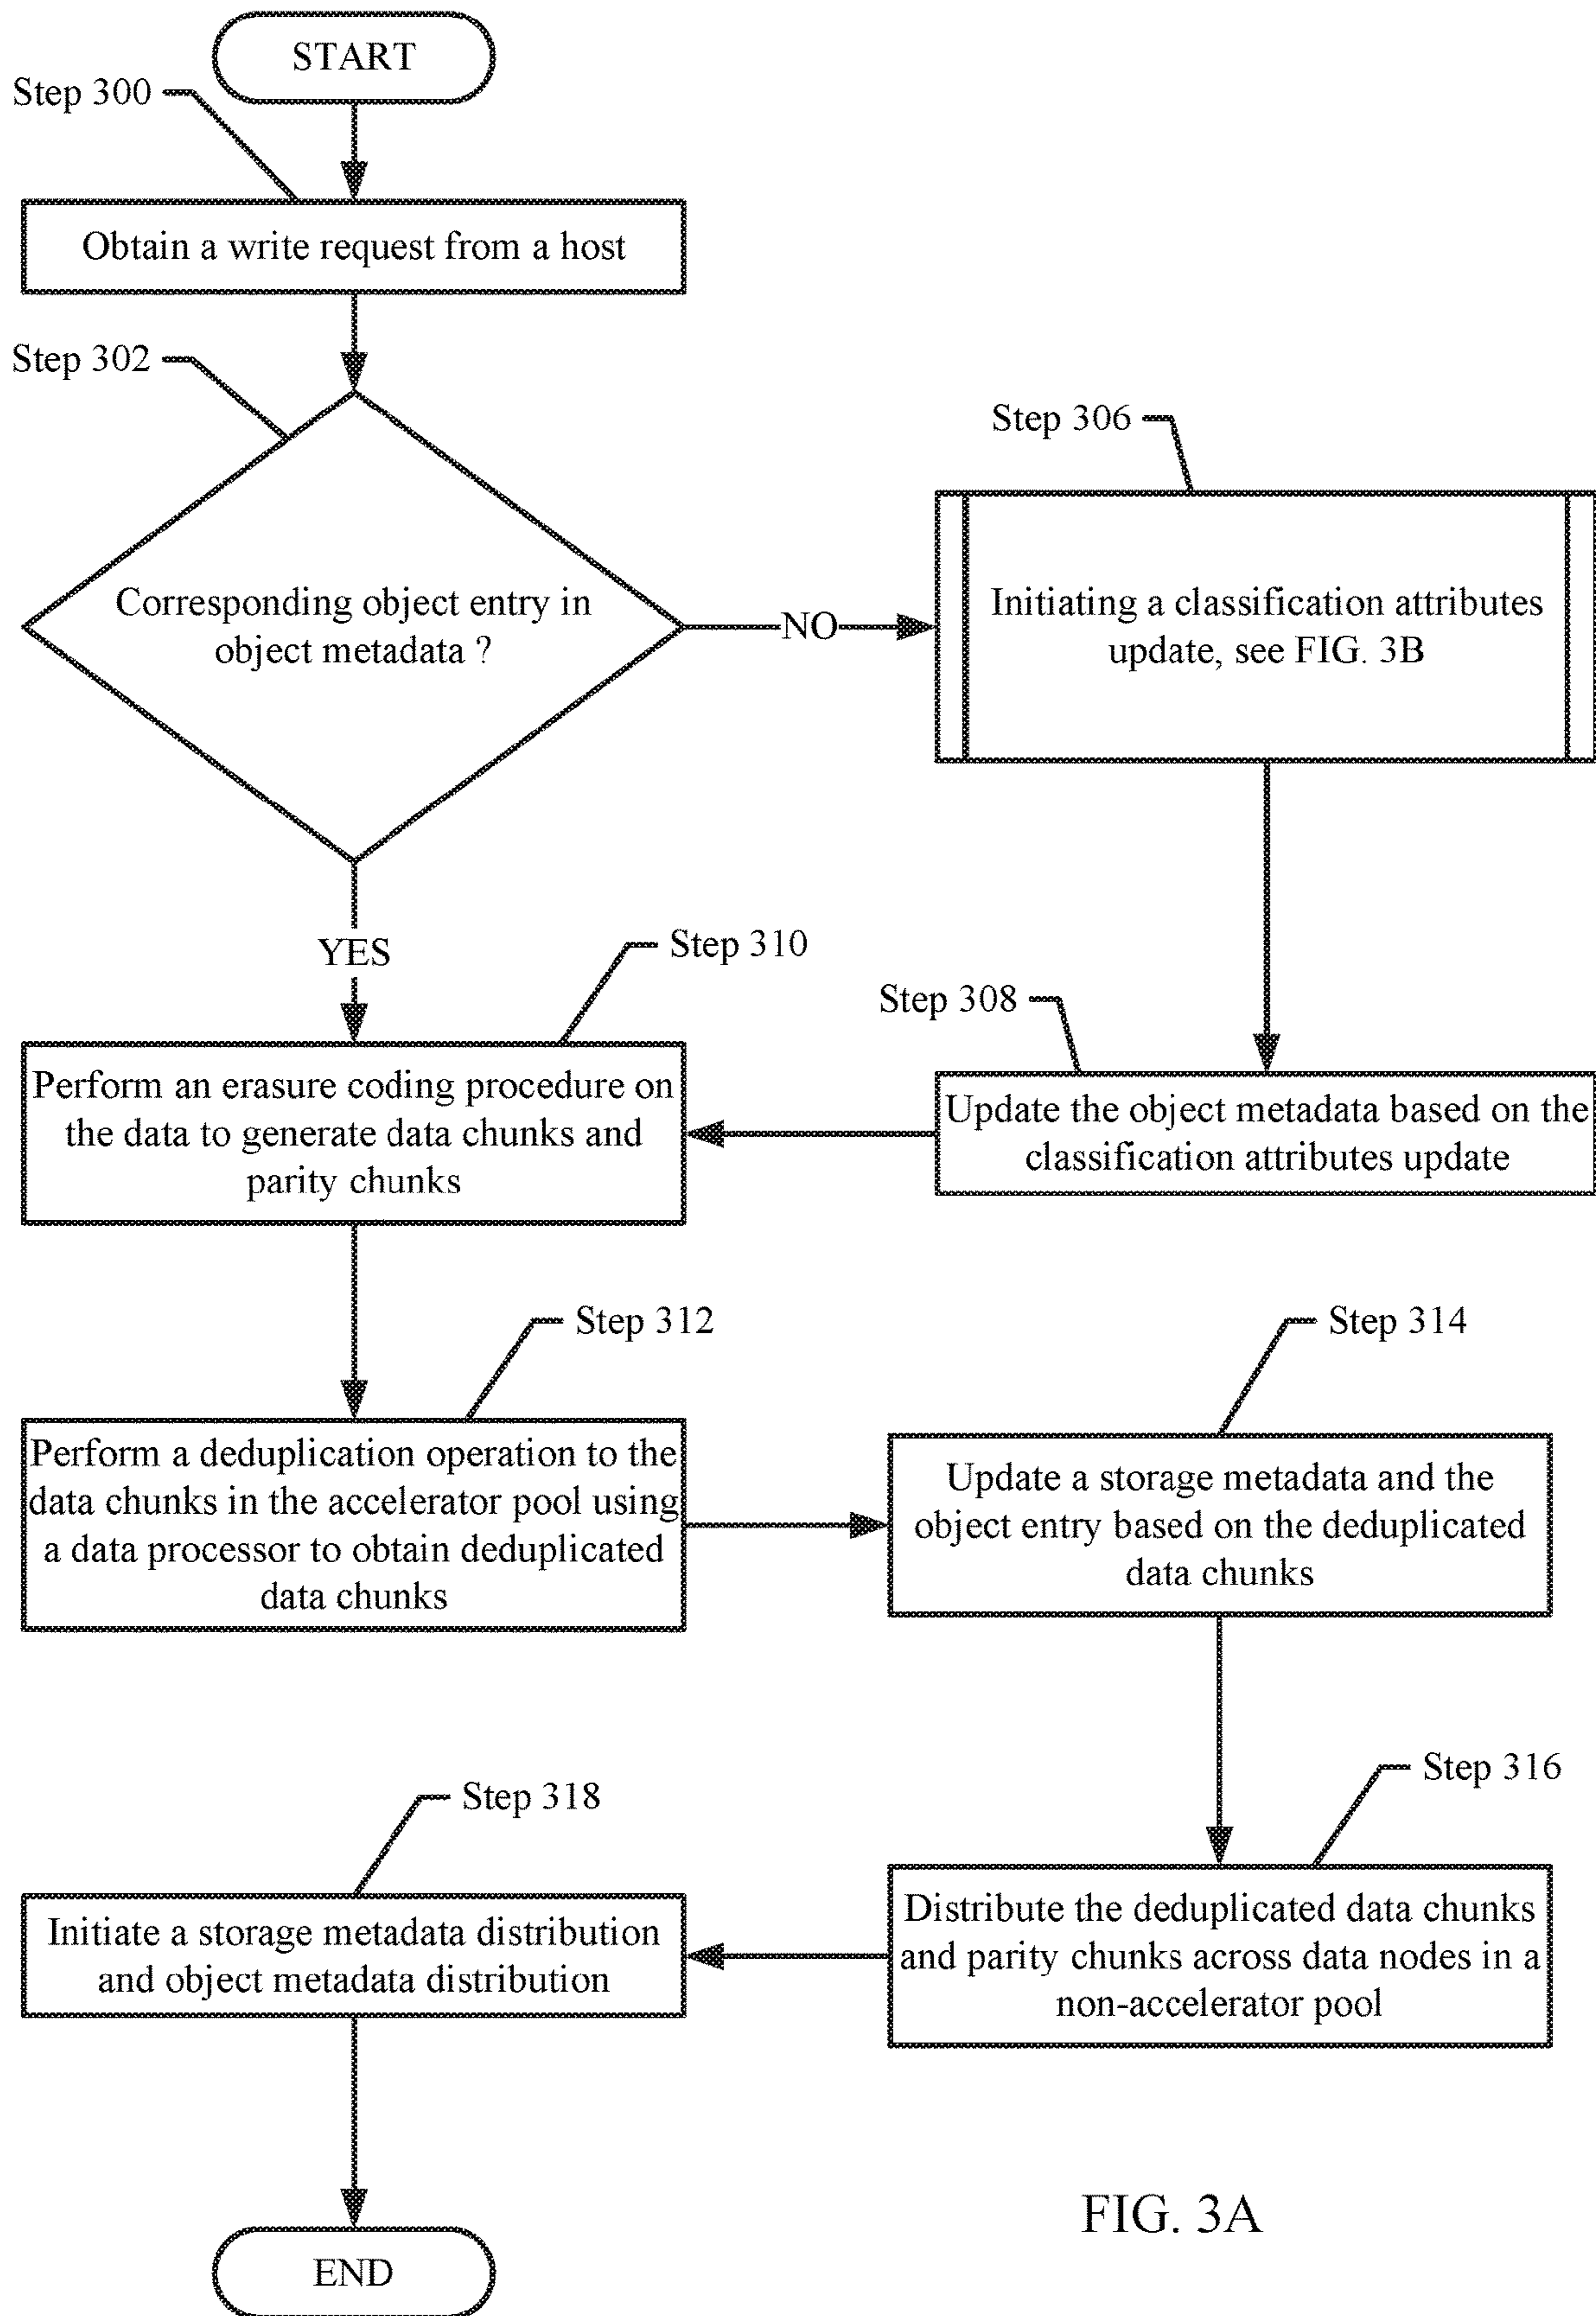 START
Step 300
Obtain a write request from a host
Step 302
Corresponding object entry in
object metadata ?
NO
Step 306
Initiating a classification attributes
update, see FIG. 3B
YES
Step 308
Update the object metadata based on the
classification attributes update
Step 310
Perform an erasure coding procedure on
the data to generate data chunks and
parity chunks
Step 312
Perform a deduplication operation to the
data chunks in the accelerator pool using
a data processor to obtain deduplicated
data chunks
Step 314
Update a storage metadata and the
object entry based on the deduplicated
data chunks
Step 316
Distribute the deduplicated data chunks
and parity chunks across data nodes in a
non-accelerator pool
Step 318
Initiate a storage metadata distribution
and object metadata distribution
END
FIG. 3A